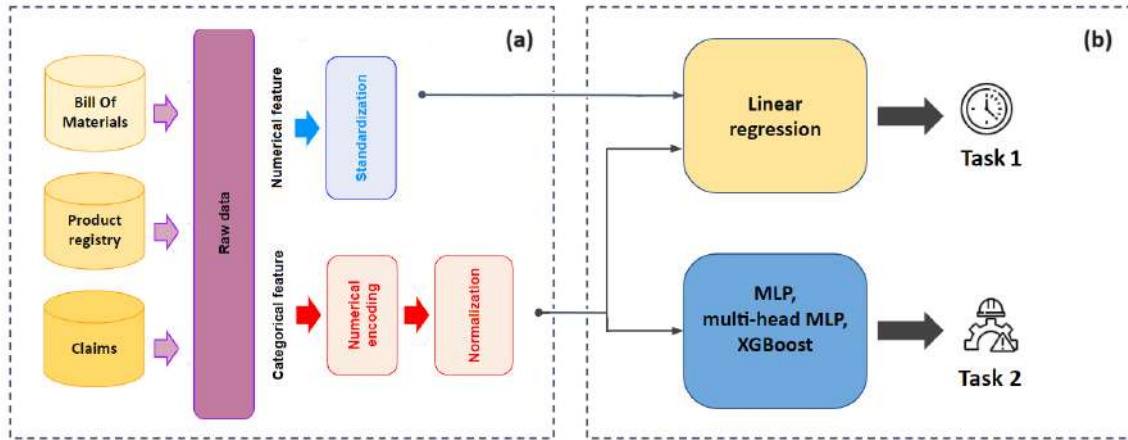 (a)
Bill Of
Materials
Product
registry
Claims
Raw data
Numerical feature
Standardization
Categorical feature
Numerical
encoding
Normalization
(b)
Linear
regression
Task 1
MLP,
multi-head MLP,
XGBoost
Task 2